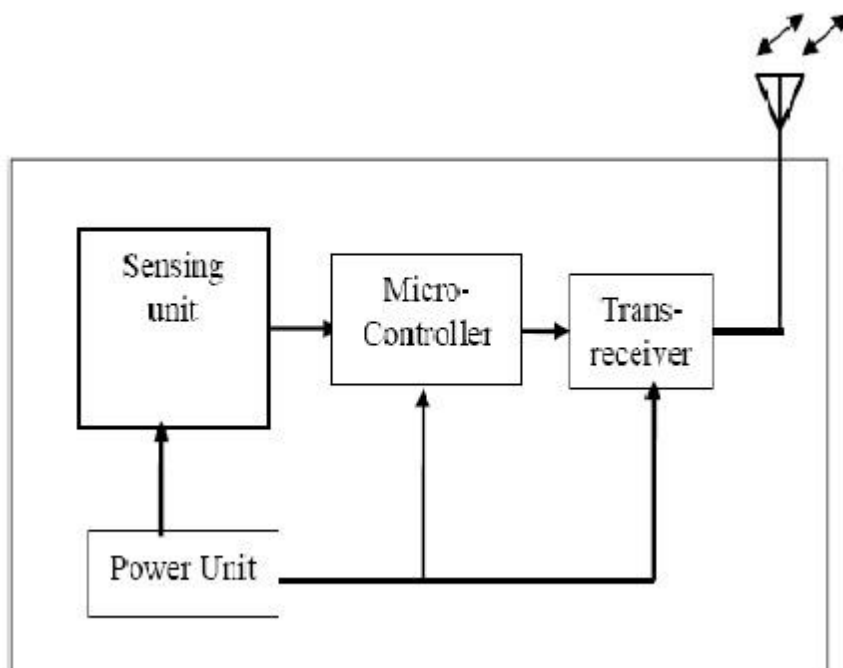 Sensing
unit
Micro-
Controller
Trans-
receiver
Power Unit